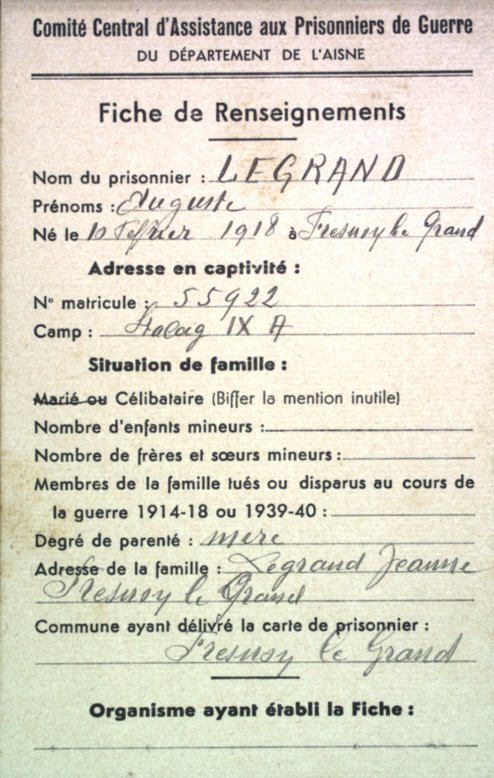 Comité Central d'Assistance aux Prisonniers de Guerre
DU DÉPARTEMENT DE L'AISNE
Fiche de Renseignements
Nom du prisonnier : LEGRAND
Prénoms : Auguste
Né le Février 1918 à Fresnoy le Grand
Adresse en captivité :
N° matricule : 55922
Camp : Stalag IX A
Situation de famille :
Marié ou Célibataire (Biffer la mention inutile)
Nombre d'enfants mineurs :
Nombre de frères et sœurs mineurs :
Membres de la famille tués ou disparus au cours de
la guerre 1914-18 ou 1939-40 :
Degré de parenté : mere
Adresse de la famille : Legrand Jeanne
Fresnoy le Grand
Commune ayant délivré la carte de prisonnier :
Fresnoy le Grand
Organisme ayant établi la Fiche :